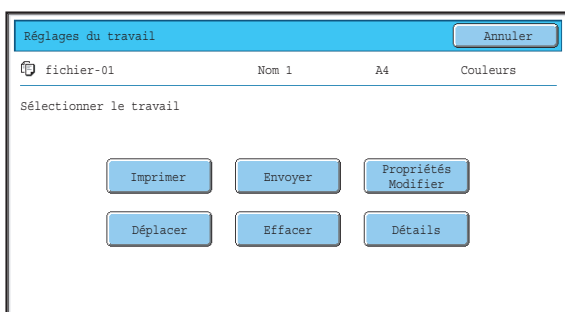 Réglages du travail Annuler
fichier-01 Nom 1 A4 Couleurs
Sélectionner le travail
Imprimer Envoyer Propriétés
Modifier
Déplacer Effacer Détails